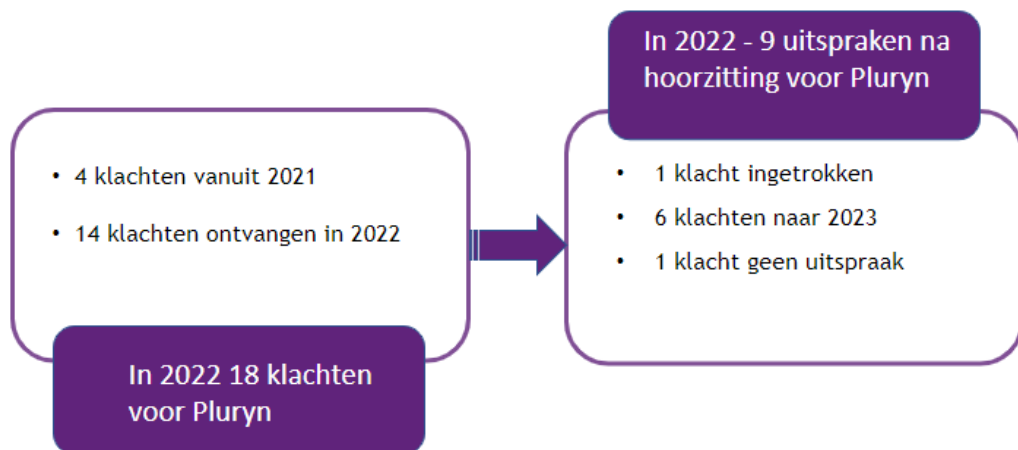 • 4 klachten vanuit 2021
• 14 klachten ontvangen in 2022
In 2022 18 klachten
voor Pluryn
In 2022 - 9 uitspraken na
hoorzitting voor Pluryn
• 1 klacht ingetrokken
• 6 klachten naar 2023
• 1 klacht geen uitspraak